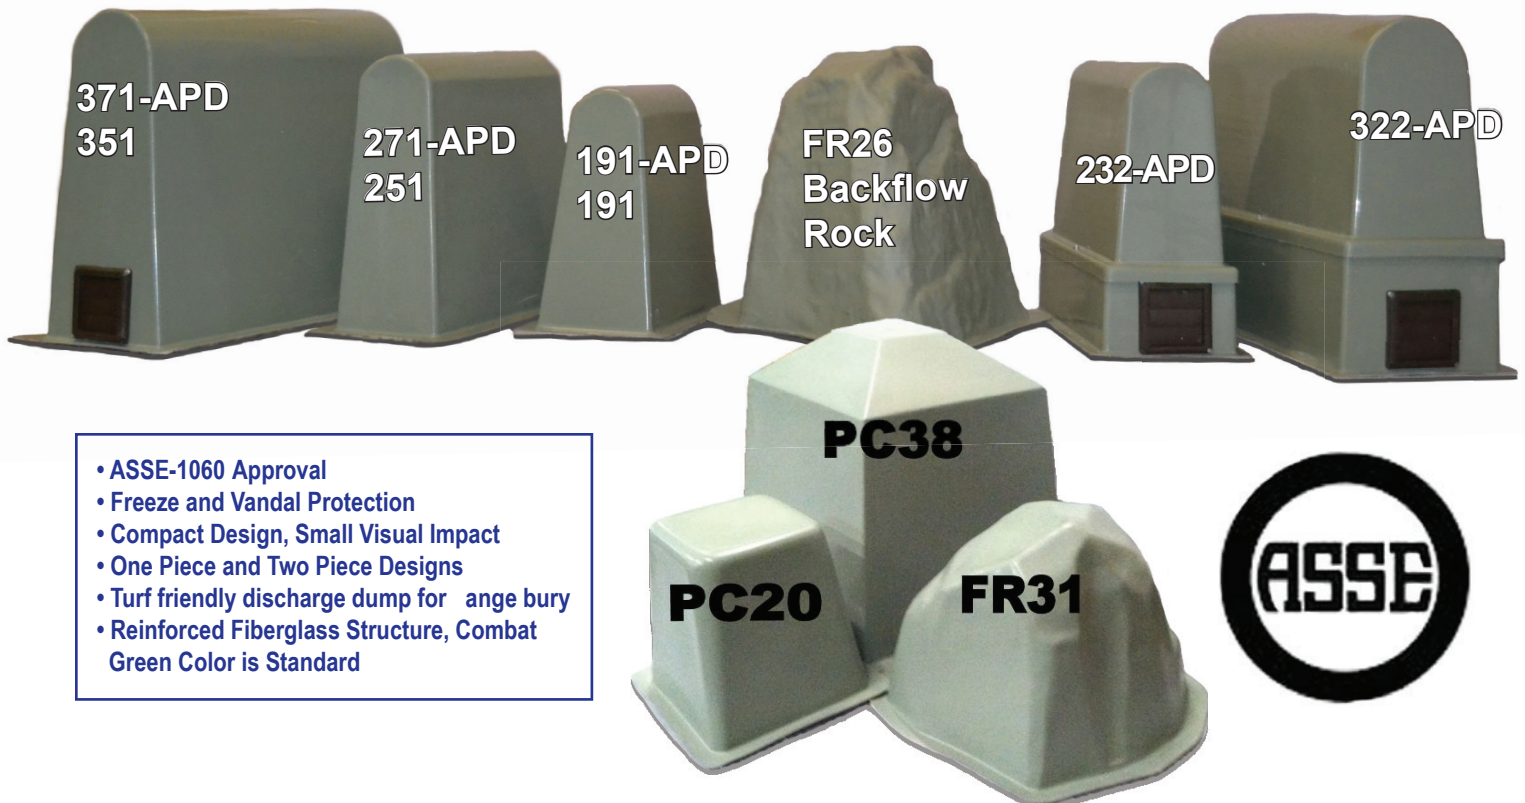 371-APD
351
271-APD
251
191-APD
191
FR26
Backflow
Rock
232-APD
322-APD
PC38
PC20
FR31
• ASSE-1060 Approval
• Freeze and Vandal Protection
• Compact Design, Small Visual Impact
• One Piece and Two Piece Designs
• Turf friendly discharge dump for ange bury
• Reinforced Fiberglass Structure, Combat
Green Color is Standard
ASSE